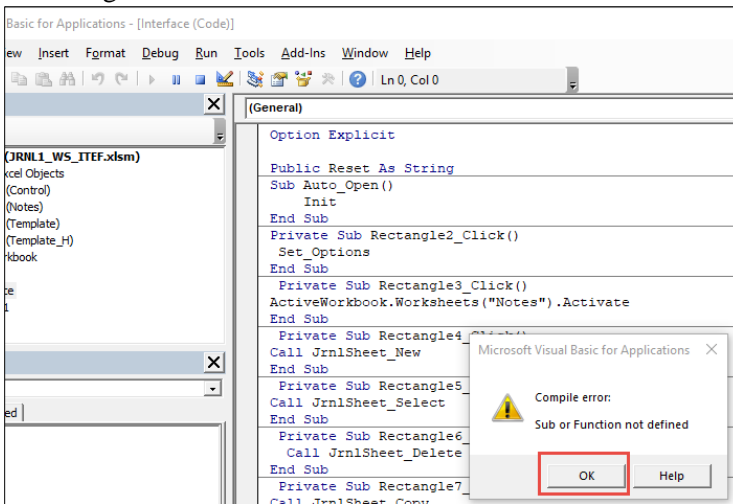 Basic for Applications - [Interface (Code)]
ew Insert Format Debug Run Tools Add-Ins Window Help
Ln 0, Col 0
(General)
(JRNL1_WS_ITEF.xlsm)
xcel Objects
(Control)
(Notes)
(Template)
(Template_H)
rkbook
ce
1
ed
Option Explicit
Public Reset As String
Sub Auto_Open()
Init
End Sub
Private Sub Rectangle2_Click()
Set_Options
End Sub
Private Sub Rectangle3_Click()
ActiveWorkbook.Worksheets("Notes").Activate
End Sub
Private Sub Rectangle4_Click()
Call JrnlSheet_New
End Sub
Private Sub Rectangle5_
Call JrnlSheet_Select
End Sub
Private Sub Rectangle6_
Call JrnlSheet_Delete
End Sub
Private Sub Rectangle7_
Call JrnlSheet_Copy
Microsoft Visual Basic for Applications
Compile error:
Sub or Function not defined
OK
Help